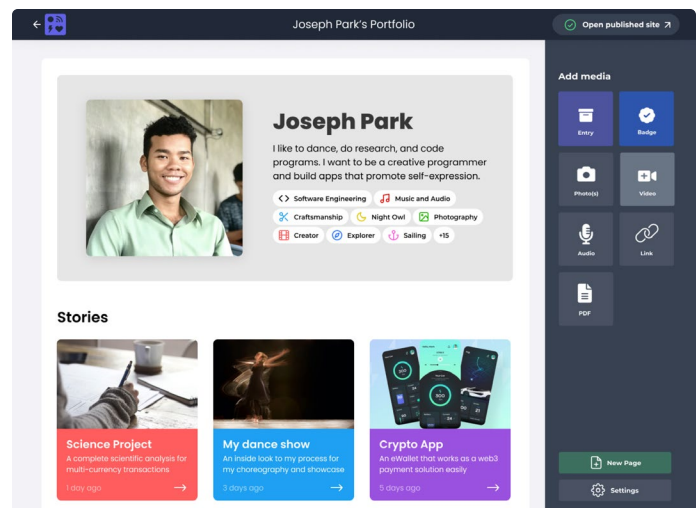 Joseph Park's Portfolio
Open published site
Joseph Park
I like to dance, do research, and code
programs. I want to be a creative programmer
and build apps that promote self-expression.
Software Engineering Music and Audio
Craftsmanship Night Owl Photography
Creator Explorer Sailing +15
Stories
Science Project
A complete scientific analysis for
multi-currency transactions
1 day ago
My dance show
An inside look to my process for
my choreography and showcase
3 days ago
Crypto App
An eWallet that works as a web3
payment solution easily
5 days ago
Add media
Entry Badge
Photo(s) Video
Audio Link
PDF
New Page
Settings